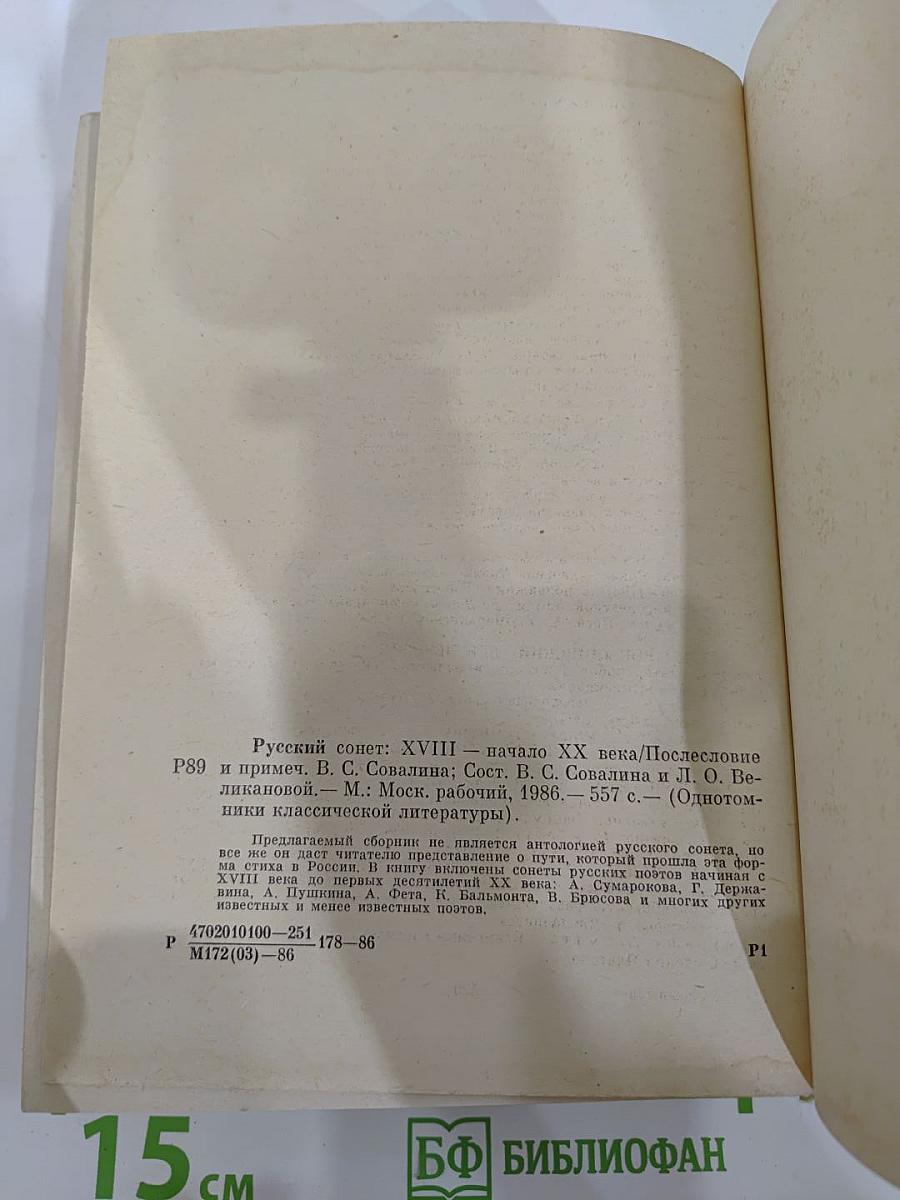 Русский сонет: XVIII — начало XX века/Послесловие
Р89 и примеч. В. С. Совалина; Сост. В. С. Совалина и Л. О. Ве-
ликановой.— М.: Моск. рабочий, 1986.— 557 с.— (Однотом-
ники классической литературы).
Предлагаемый сборник не является антологией русского сонета, но
все же он даст читателю представление о пути, который прошла эта фор-
ма стиха в России. В книгу включены сонеты русских поэтов начиная с
XVIII века до первых десятилетий XX века: А. Сумарокова, Г. Держа-
вина, А. Пушкина, А. Фета, К. Бальмонта, В. Брюсова и многих других
известных и менее известных поэтов.
Р 4702010100—251 178—86 Р1
М172(03)—86
15 см БФ БИБЛИОФАН